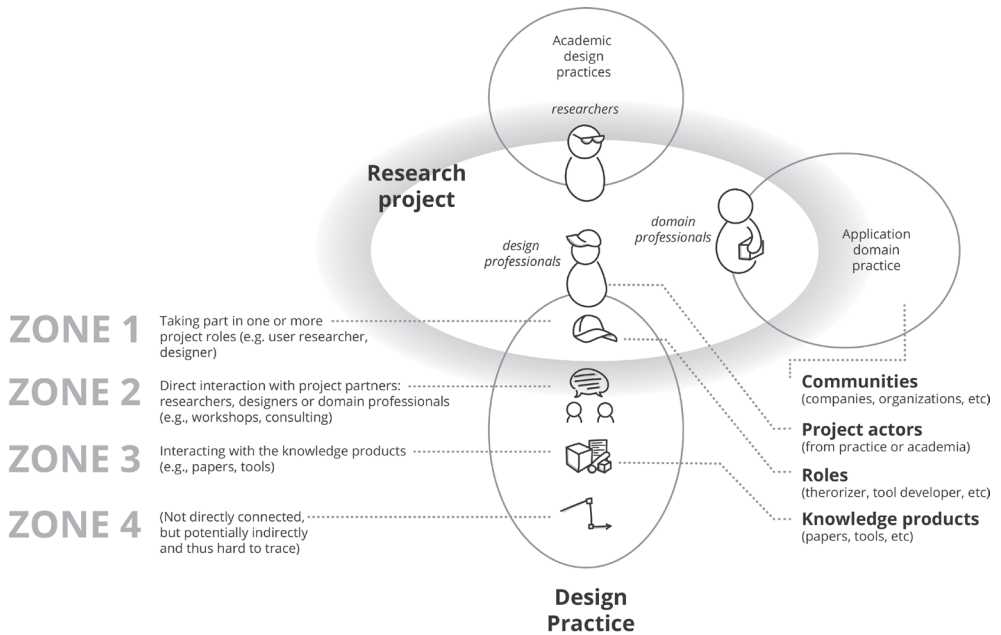 Academic
design
practices
researchers
Research
project
domain
professionals
Application
domain
practice
design
professionals
ZONE 1
Taking part in one or more
project roles (e.g. user researcher,
designer)
ZONE 2
Direct interaction with project partners:
researchers, designers or domain professionals
(e.g., workshops, consulting)
ZONE 3
Interacting with the knowledge products
(e.g., papers, tools)
ZONE 4
(Not directly connected,
but potentially indirectly
and thus hard to trace)
Communities
(companies, organizations, etc)
Project actors
(from practice or academia)
Roles
(therorizer, tool developer, etc)
Knowledge products
(papers, tools, etc)
Design
Practice